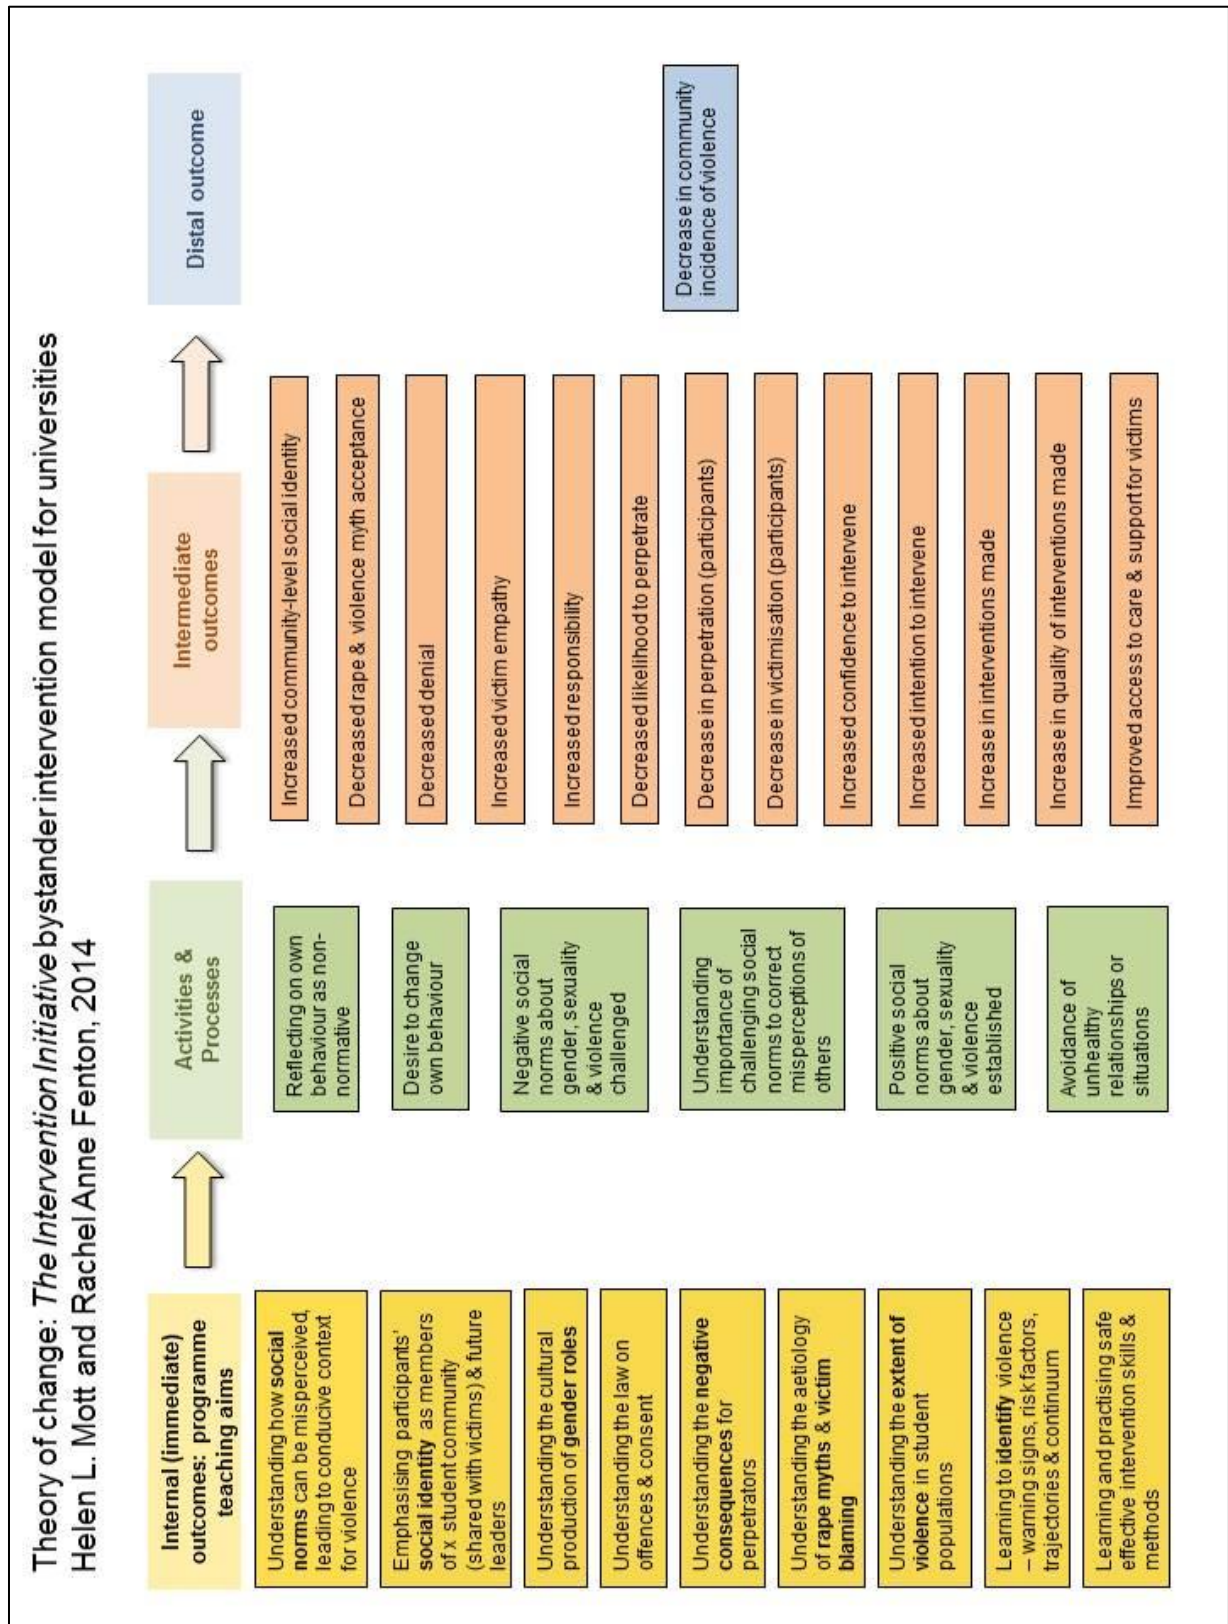 Theory of change: The Intervention Initiative bystander intervention model for universities
Helen L. Mott and Rachel Anne Fenton, 2014
Internal (immediate)
outcomes: programme
teaching aims
Activities &
Processes
Intermediate
outcomes
Distal outcome
Understanding how social
norms can be misperceived,
leading to conducive context
for violence
Emphasising participants'
social identity as members
of x student community
(shared with victims) & future
leaders
Understanding the cultural
production of gender roles
Understanding the law on
offences & consent
Understanding the negative
consequences for
perpetrators
Understanding the aetiology
of rape myths & victim
blaming
Understanding the extent of
violence in student
populations
Learning to identify violence
– warning signs, risk factors,
trajectories & continuum
Learning and practising safe
effective intervention skills &
methods
Reflecting on own
behaviour as non-
normative
Desire to change
own behaviour
Negative social
norms about
gender, sexuality
& violence
challenged
Understanding
importance of
challenging social
norms to correct
misperceptions of
others
Positive social
norms about
gender, sexuality
& violence
established
Avoidance of
unhealthy
relationships or
situations
Increased community-level social identity
Decreased rape & violence myth acceptance
Decreased denial
Increased victim empathy
Increased responsibility
Decreased likelihood to perpetrate
Decrease in perpetration (participants)
Decrease in victimisation (participants)
Increased confidence to intervene
Increased intention to intervene
Increase in interventions made
Increase in quality of interventions made
Improved access to care & support for victims
Decrease in community
incidence of violence